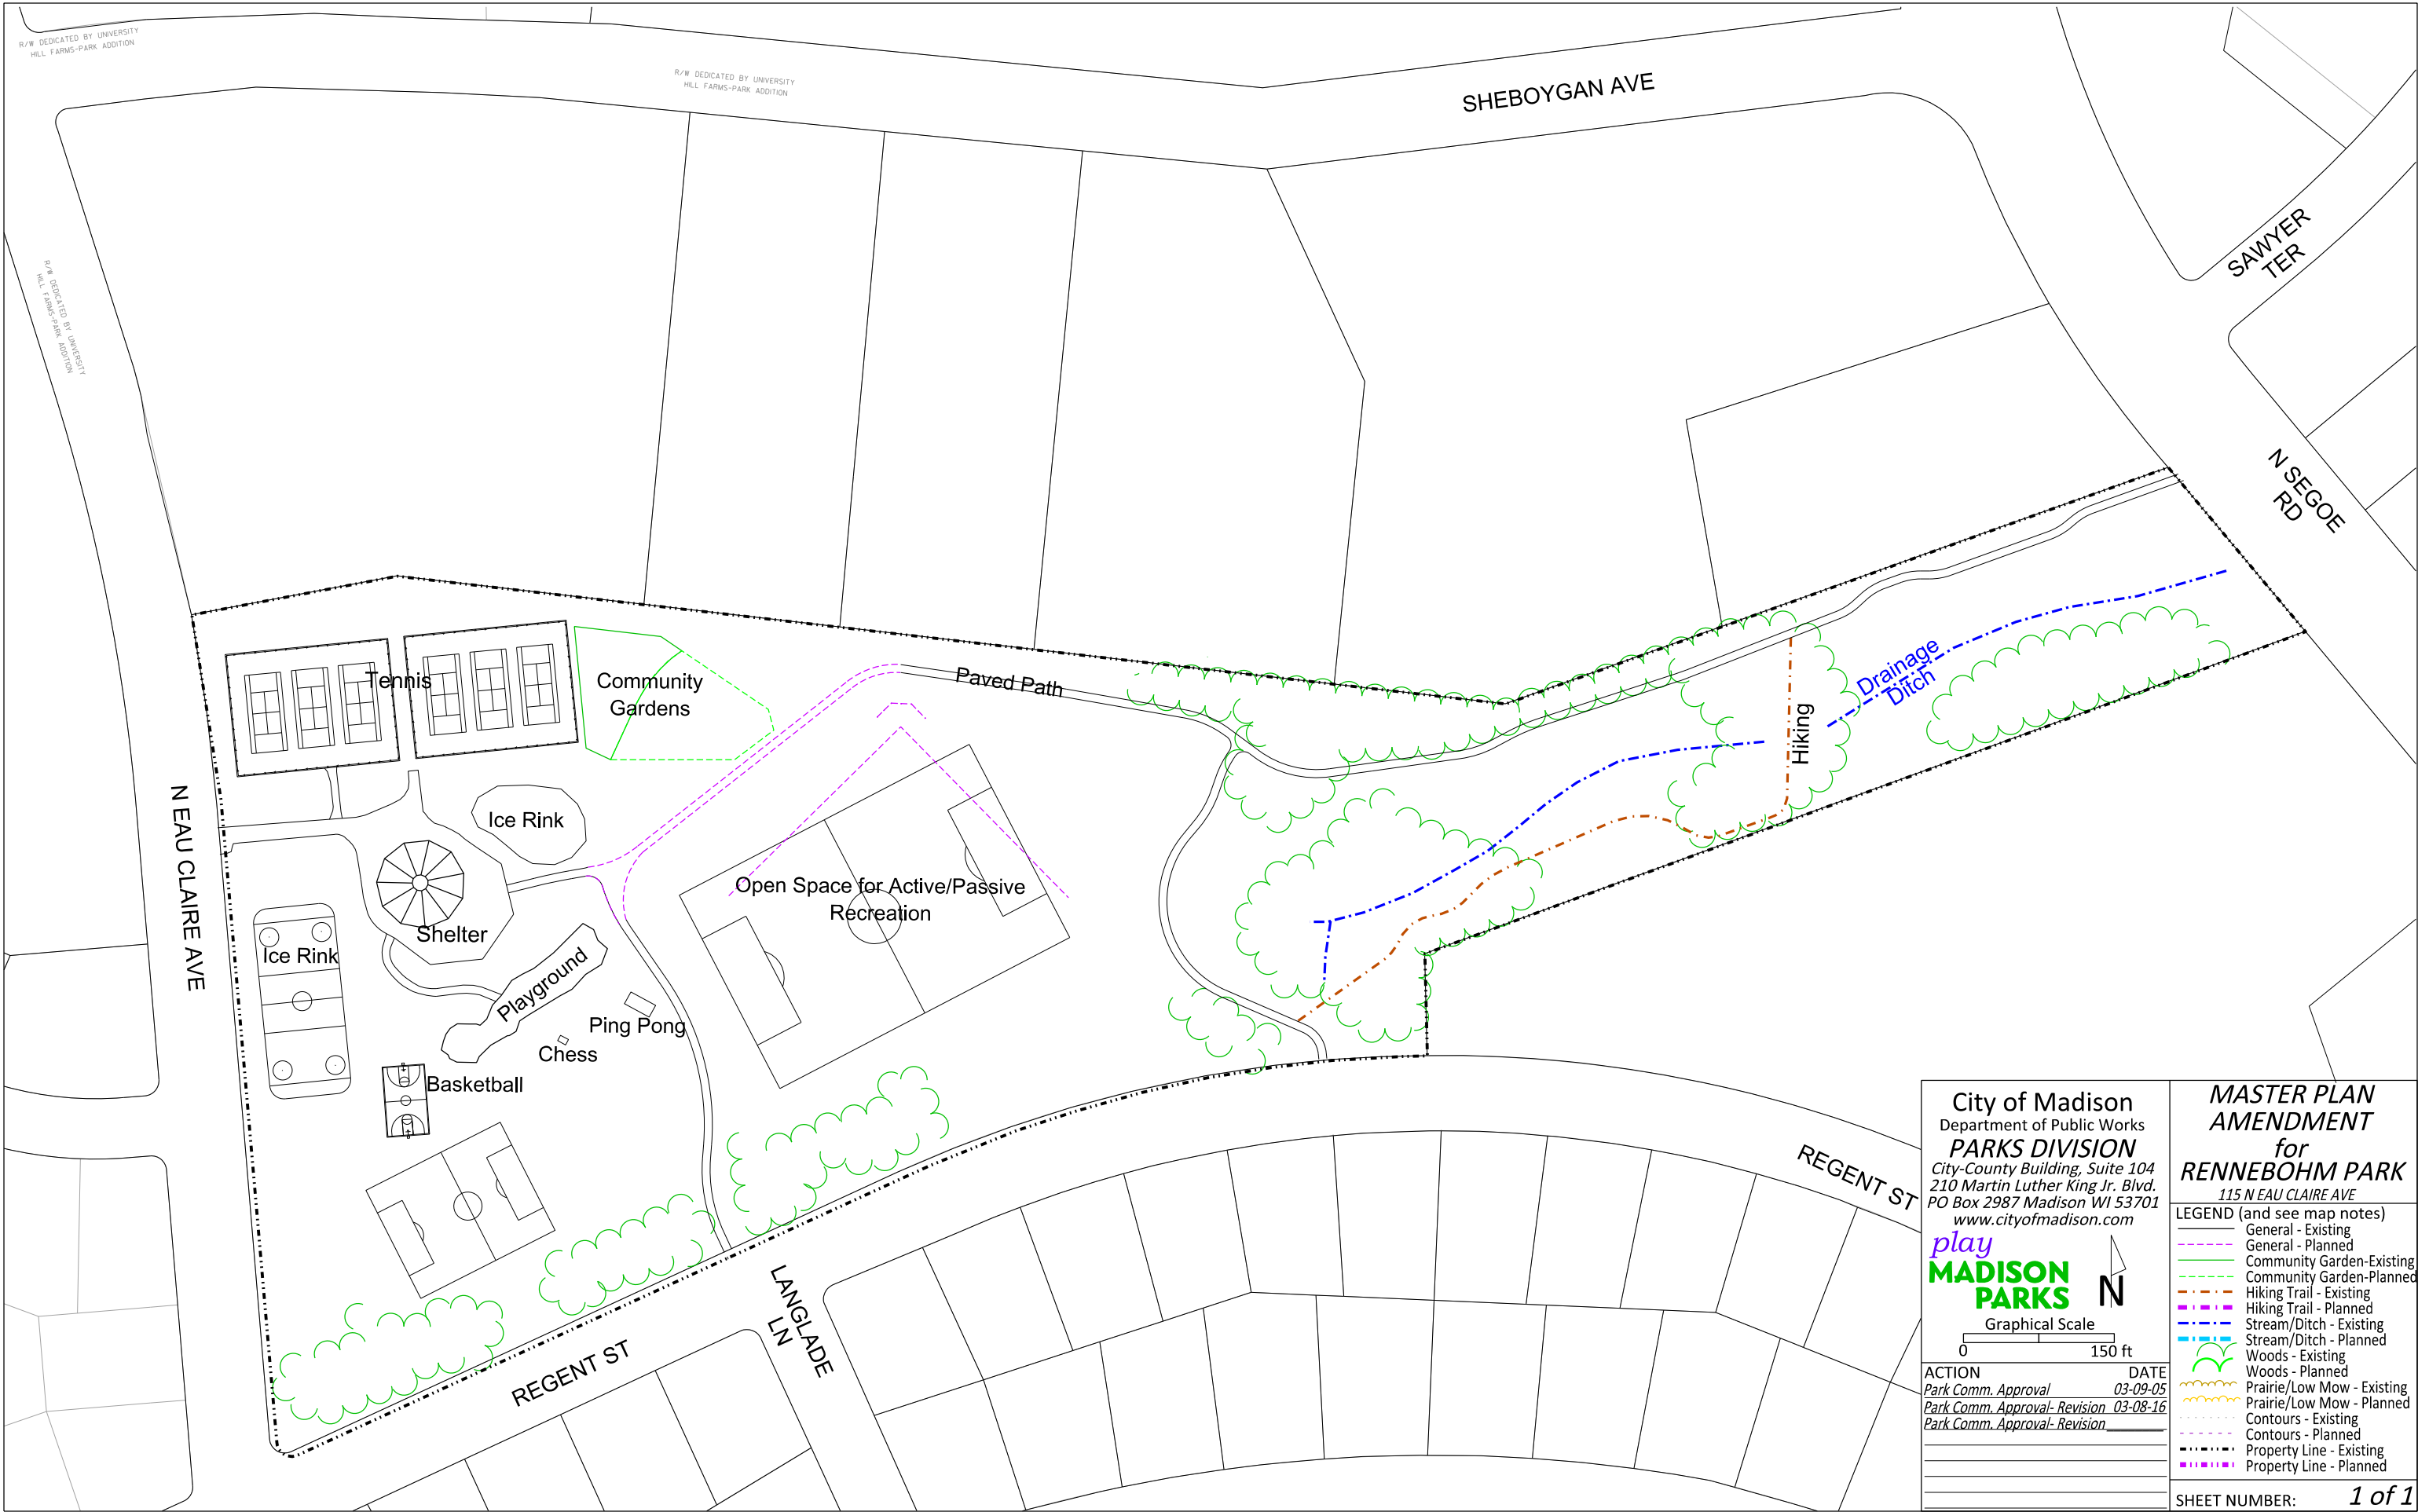 R/W DEDICATED BY UNIVERSITY
HILL FARMS-PARK ADDITION
R/W DEDICATED BY UNIVERSITY
HILL FARMS-PARK ADDITION
SHEBOYGAN AVE
R/W DEDICATED BY UNIVERSITY
HILL FARMS-PARK ADDITION
SAWYER
TER
N SEGOE
RD
Tennis
Community
Gardens
Paved Path
Drainage
Ditch
Hiking
N EAU CLAIRE AVE
Ice Rink
Open Space for Active/Passive
Recreation
Shelter
Ice Rink
Playground
Ping Pong
Chess
Basketball
REGENT ST
LANGLADE
LN
REGENT ST
City of Madison
Department of Public Works
PARKS DIVISION
City-County Building, Suite 104
210 Martin Luther King Jr. Blvd.
PO Box 2987 Madison WI 53701
www.cityofmadison.com
play
MADISON
PARKS
N
Graphical Scale
0 150 ft
ACTION DATE
Park Comm. Approval 03-09-05
Park Comm. Approval- Revision 03-08-16
Park Comm. Approval- Revision
MASTER PLAN
AMENDMENT
for
RENNEBOHM PARK
115 N EAU CLAIRE AVE
LEGEND (and see map notes)
General - Existing
General - Planned
Community Garden-Existing
Community Garden-Planned
Hiking Trail - Existing
Hiking Trail - Planned
Stream/Ditch - Existing
Stream/Ditch - Planned
Woods - Existing
Woods - Planned
Prairie/Low Mow - Existing
Prairie/Low Mow - Planned
Contours - Existing
Contours - Planned
Property Line - Existing
Property Line - Planned
SHEET NUMBER: 1 of 1